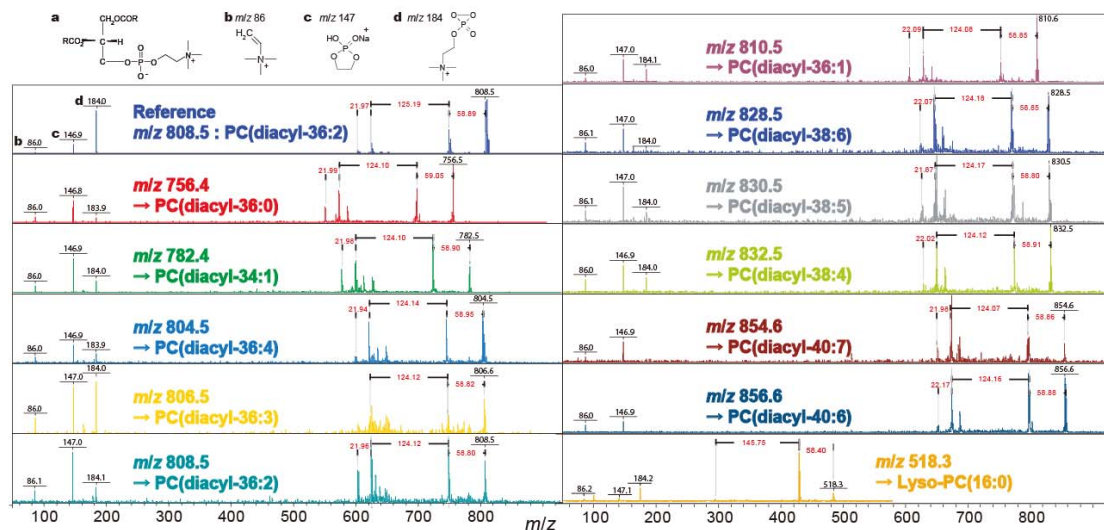 a b m/z 86 c m/z 147 d m/z 184
CH₂OCOR
RCO₂ H
O
O P O N⁺
O⁻
H₂C
N⁺
HO O⁺Na
P
O O
O O
P
O O
N⁺
Reference
m/z 808.5 : PC(diacyl-36:2)
b 86.0 c 146.9 d 184.0 21.97 125.19 58.89 808.5
m/z 756.4
→ PC(diacyl-36:0)
86.0 146.8 183.9 21.99 124.10 59.05 756.5
m/z 782.4
→ PC(diacyl-34:1)
86.0 146.9 184.0 21.98 124.10 58.90 782.5
m/z 804.5
→ PC(diacyl-36:4)
86.0 146.9 183.9 21.94 124.14 58.95 804.5
m/z 806.5
→ PC(diacyl-36:3)
86.0 147.0 184.0 124.12 58.82 806.6
m/z 808.5
→ PC(diacyl-36:2)
86.1 147.0 184.1 21.96 124.12 58.80 808.5
100 200 300 400 500 600 700 800
m/z
m/z 810.5
→ PC(diacyl-36:1)
86.0 147.0 184.1 22.09 124.08 58.85 810.6
m/z 828.5
→ PC(diacyl-38:6)
86.1 147.0 184.0 22.07 124.18 58.85 828.5
m/z 830.5
→ PC(diacyl-38:5)
86.1 147.0 184.0 21.87 124.17 58.80 830.5
m/z 832.5
→ PC(diacyl-38:4)
86.0 146.9 184.0 22.02 124.12 58.91 832.5
m/z 854.6
→ PC(diacyl-40:7)
86.0 146.9 21.98 124.07 58.86 854.6
m/z 856.6
→ PC(diacyl-40:6)
86.0 146.9 22.17 124.16 58.88 856.6
m/z 518.3
→ Lyso-PC(16:0)
86.2 147.1 184.2 145.78 58.40 518.3
100 200 300 400 500 600 700 800